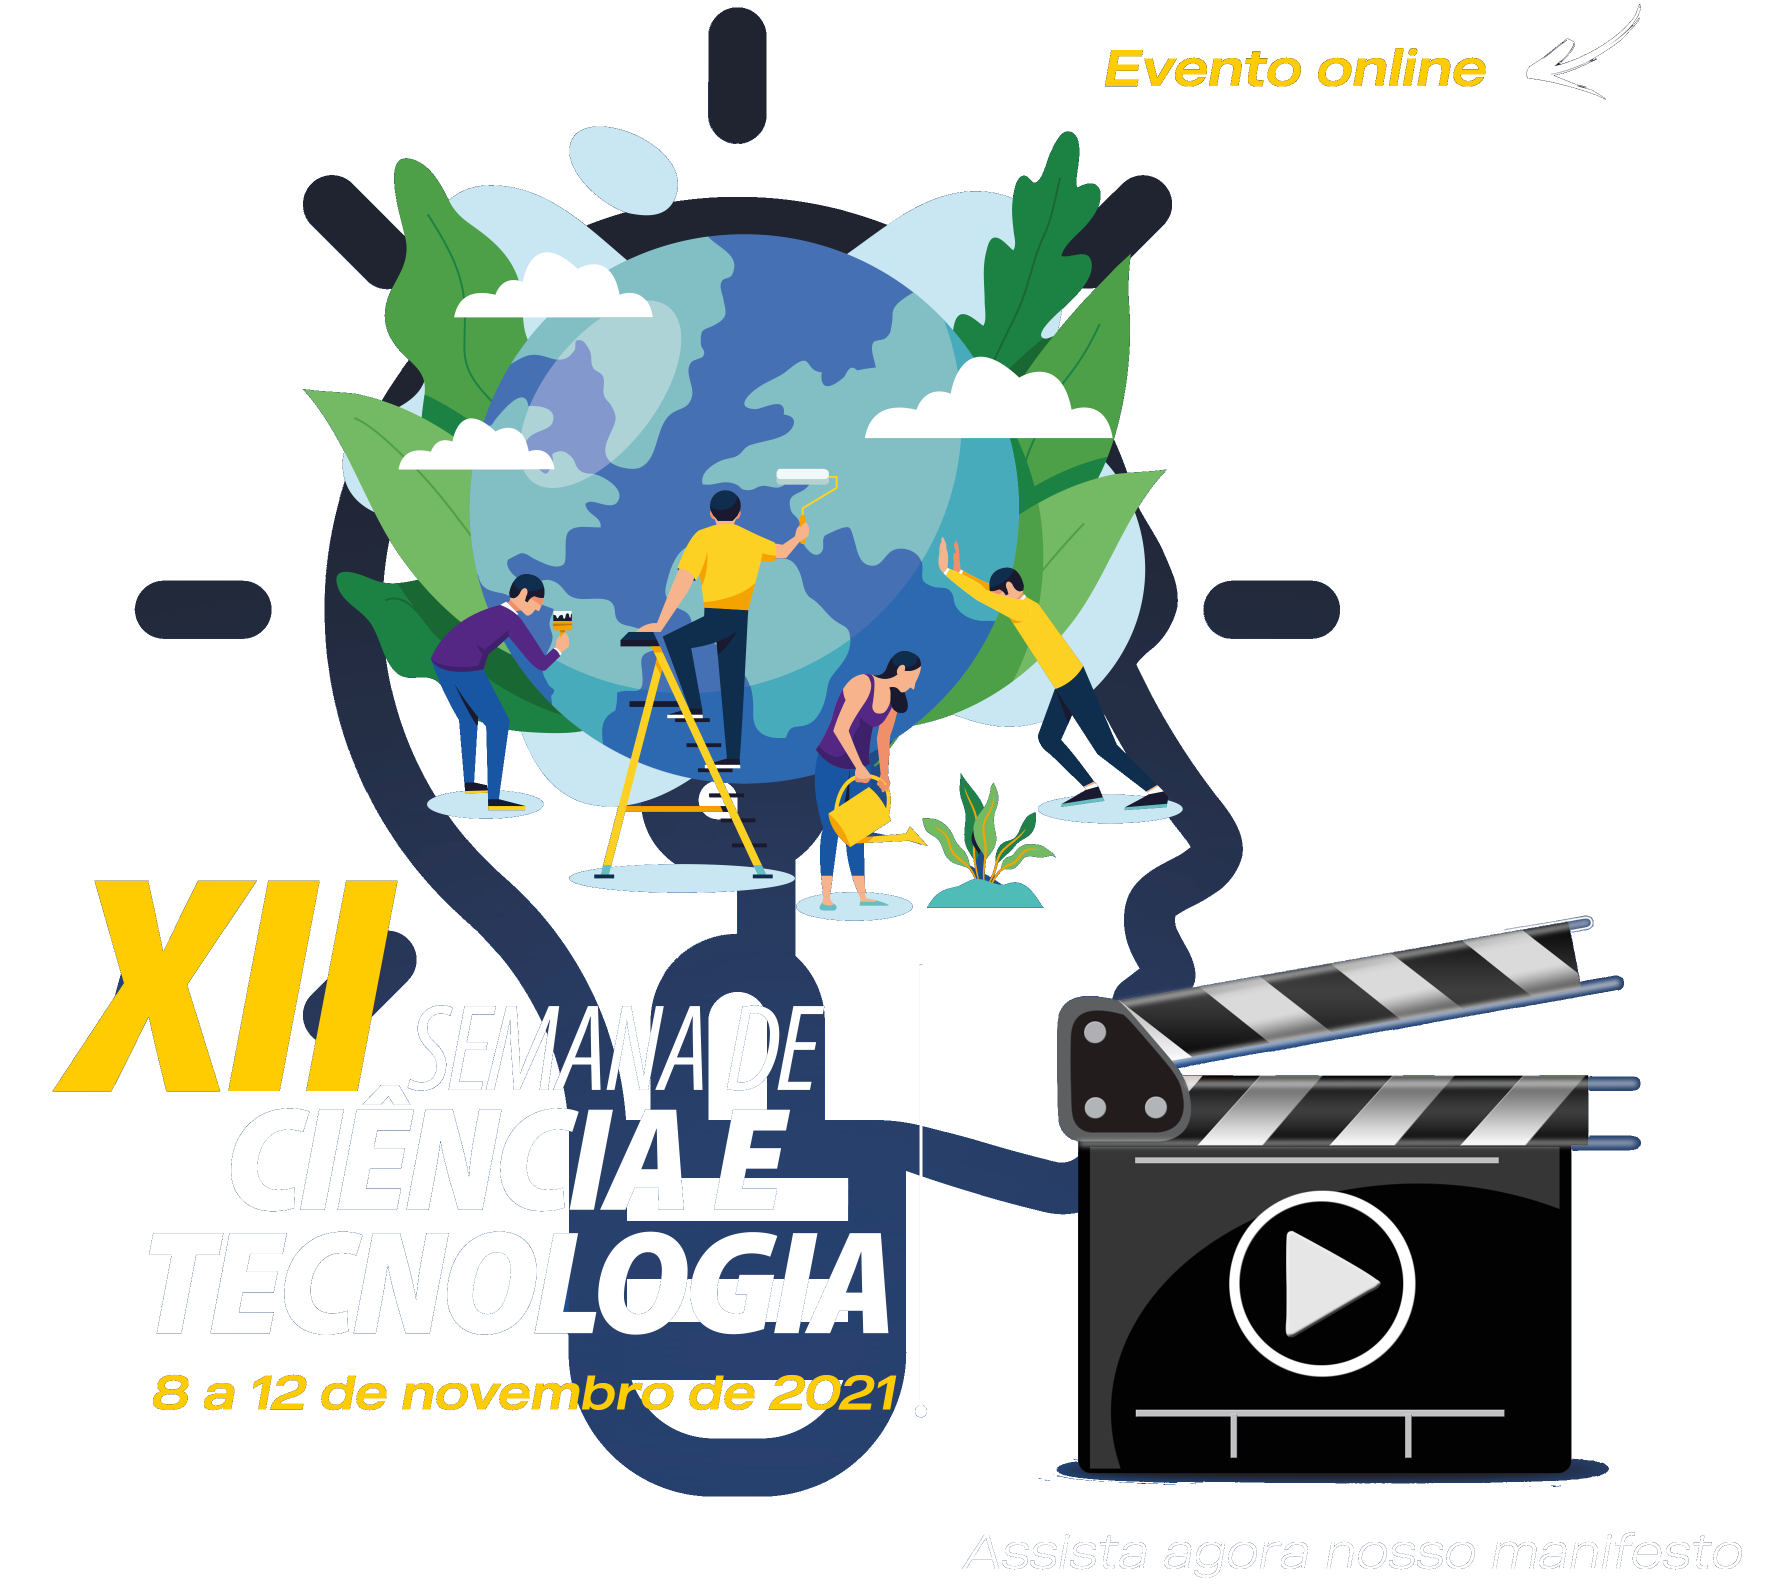 Evento online
XII
SEMANA DE
CIÊNCIA E
TECNOLOGIA
8 a 12 de novembro de 2021
Assista agora nosso manifesto